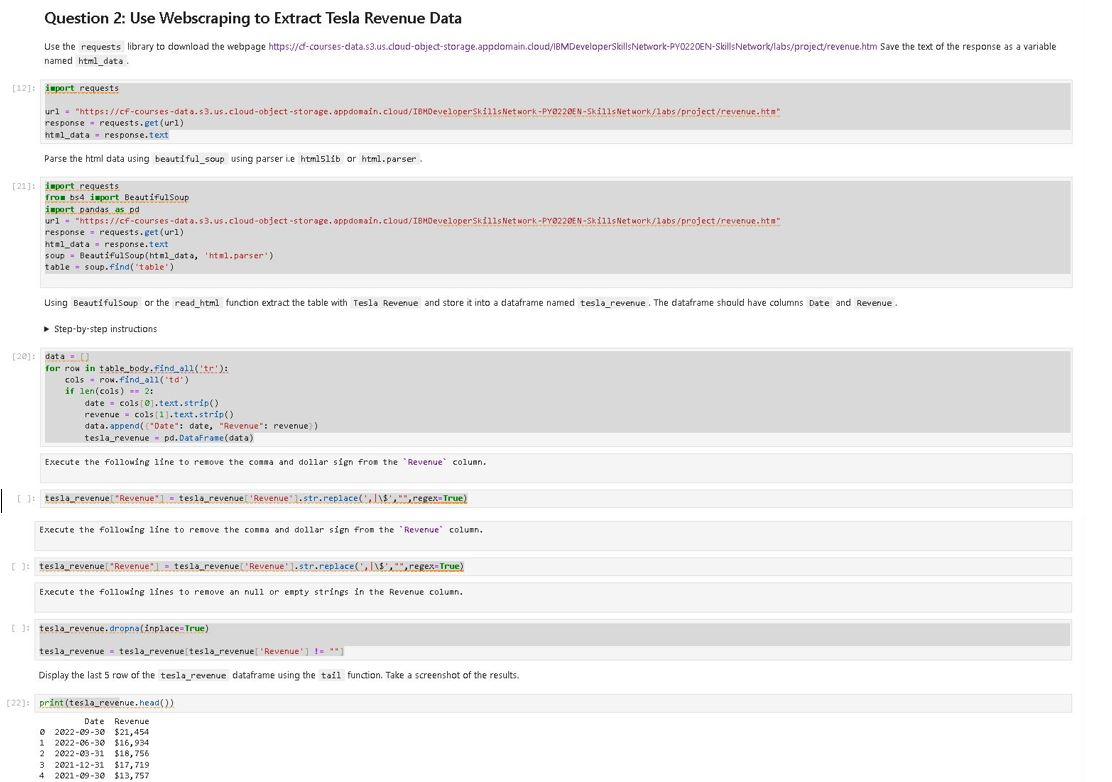 Question 2: Use Webscraping to Extract Tesla Revenue Data
Use the requests library to download the webpage https://cf-courses-data.s3.us.cloud-object-storage.appdomain.cloud/IBMDeveloperSkillsNetwork-PY0220EN-SkillsNetwork/labs/project/revenue.htm Save the text of the response as a variable
named html_data .
[12]: import requests
url = "https://cf-courses-data.s3.us.cloud-object-storage.appdomain.cloud/IBMDeveloperSkillsNetwork-PY0220EN-SkillsNetwork/labs/project/revenue.htm"
response = requests.get(url)
html_data = response.text
Parse the html data using beautiful_soup using parser i.e html5lib or html.parser .
[21]: import requests
from bs4 import BeautifulSoup
import pandas as pd
url = "https://cf-courses-data.s3.us.cloud-object-storage.appdomain.cloud/IBMDeveloperSkillsNetwork-PY0220EN-SkillsNetwork/labs/project/revenue.htm"
response = requests.get(url)
html_data = response.text
soup = BeautifulSoup(html_data, 'html.parser')
table = soup.find('table')
Using BeautifulSoup or the read_html function extract the table with Tesla Revenue and store it into a dataframe named tesla_revenue . The dataframe should have columns Date and Revenue .
▶ Step-by-step instructions
[20]: data = []
for row in table_body.find_all('tr'):
    cols = row.find_all('td')
    if len(cols) == 2:
        date = cols[0].text.strip()
        revenue = cols[1].text.strip()
        data.append({"Date": date, "Revenue": revenue})
        tesla_revenue = pd.DataFrame(data)
Execute the following line to remove the comma and dollar sign from the `Revenue` column.
[ ]: tesla_revenue["Revenue"] = tesla_revenue['Revenue'].str.replace(',|\$',"",regex=True)
Execute the following line to remove the comma and dollar sign from the `Revenue` column.
[ ]: tesla_revenue["Revenue"] = tesla_revenue['Revenue'].str.replace(',|\$',"",regex=True)
Execute the following lines to remove an null or empty strings in the Revenue column.
[ ]: tesla_revenue.dropna(inplace=True)
tesla_revenue = tesla_revenue[tesla_revenue['Revenue'] != ""]
Display the last 5 row of the tesla_revenue dataframe using the tail function. Take a screenshot of the results.
[22]: print(tesla_revenue.head())
Date Revenue
0 2022-09-30 $21,454
1 2022-06-30 $16,934
2 2022-03-31 $18,756
3 2021-12-31 $17,719
4 2021-09-30 $13,757